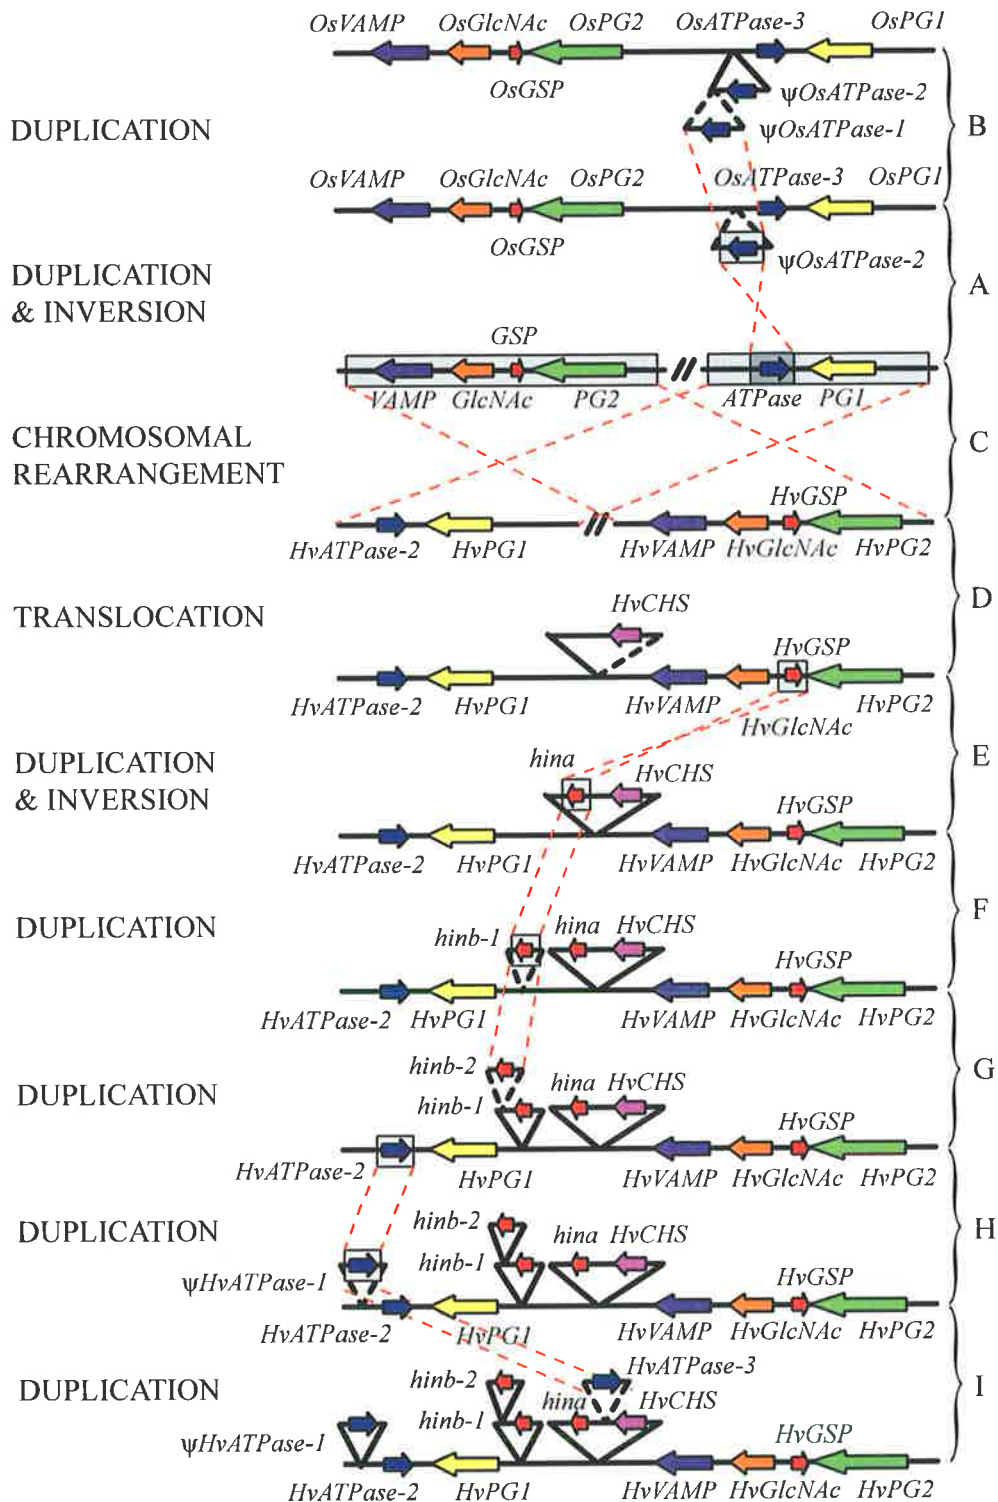 OsVAMP OsGlcNAc OsPG2 OsATPase-3 OsPG1
OsGSP
ψOsATPase-2
DUPLICATION
ψOsATPase-1
B
OsVAMP OsGlcNAc OsPG2 OsATPase-3 OsPG1
OsGSP
ψOsATPase-2
DUPLICATION
& INVERSION
A
GSP
VAMP GlcNAc PG2 ATPase PG1
CHROMOSOMAL
REARRANGEMENT
C
HvGSP
HvATPase-2 HvPG1 HvVAMP HvGlcNAc HvPG2
D
TRANSLOCATION
HvCHS
HvGSP
HvATPase-2 HvPG1 HvVAMP HvPG2
HvGlcNAc
E
DUPLICATION
& INVERSION
hina HvCHS
HvGSP
HvATPase-2 HvPG1 HvVAMP HvGlcNAc HvPG2
F
DUPLICATION
hinb-1 hina HvCHS
HvGSP
HvATPase-2 HvPG1 HvVAMP HvGlcNAc HvPG2
G
DUPLICATION
hinb-2
hinb-1 hina HvCHS
HvGSP
HvATPase-2 HvPG1 HvVAMP HvGlcNAc HvPG2
H
DUPLICATION
hinb-2
hinb-1 hina HvCHS
ψHvATPase-1
HvGSP
HvATPase-2 HvPG1 HvVAMP HvGlcNAc HvPG2
I
DUPLICATION
HvATPase-3
hinb-2
hinb-1 hina HvCHS
ψHvATPase-1
HvGSP
HvATPase-2 HvPG1 HvVAMP HvGlcNAc HvPG2